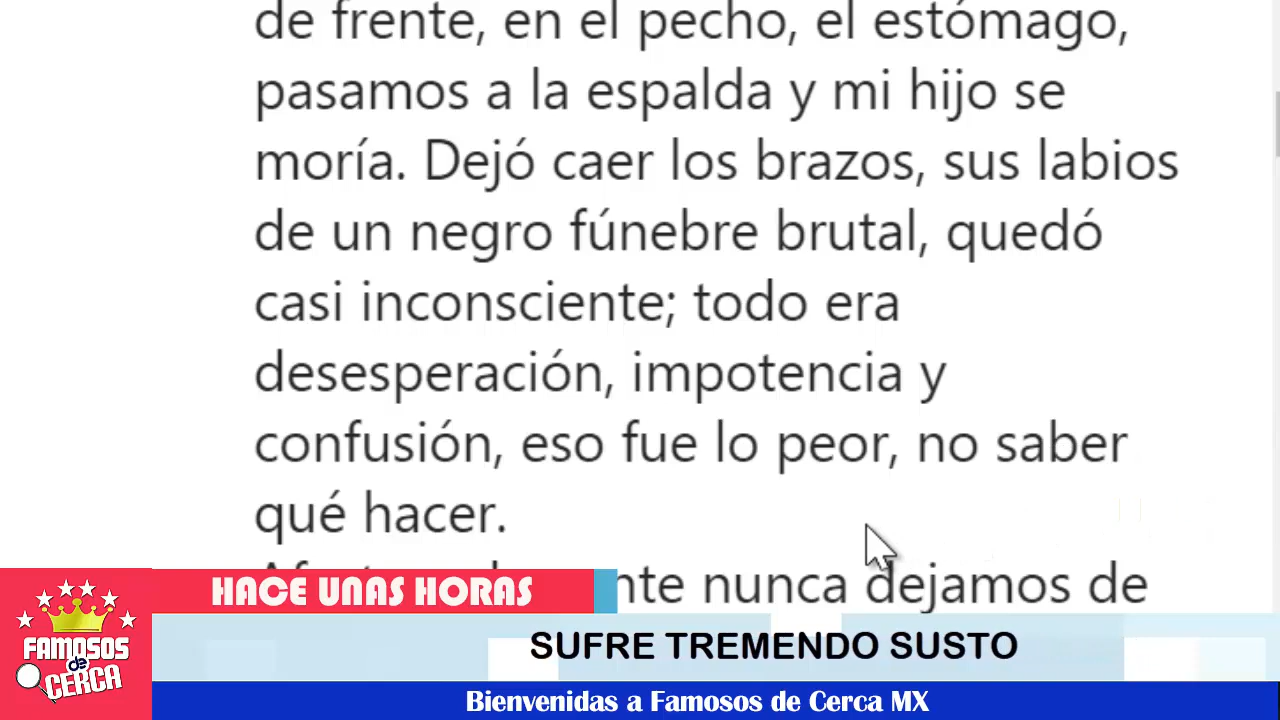 de frente, en el pecho, el estómago,
pasamos a la espalda y mi hijo se
moría. Dejó caer los brazos, sus labios
de un negro fúnebre brutal, quedó
casi inconsciente; todo era
desesperación, impotencia y
confusión, eso fue lo peor, no saber
qué hacer.
nunca dejamos de
HACE UNAS HORAS
SUFRE TREMENDO SUSTO
FAMOSOS
de
CERCA
Bienvenidas a Famosos de Cerca MX